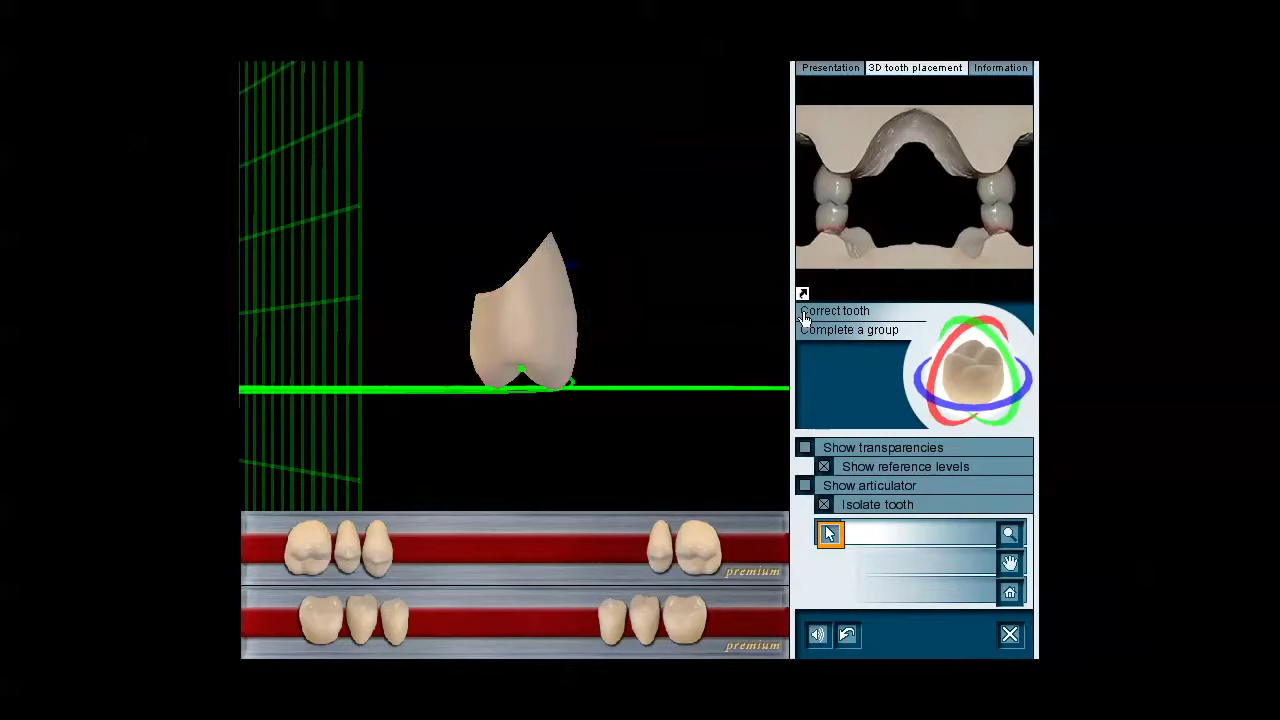 Presentation
3D tooth placement
Information
Correct tooth
Complete a group
Show transparencies
Show reference levels
Show articulator
Isolate tooth
premium
premium